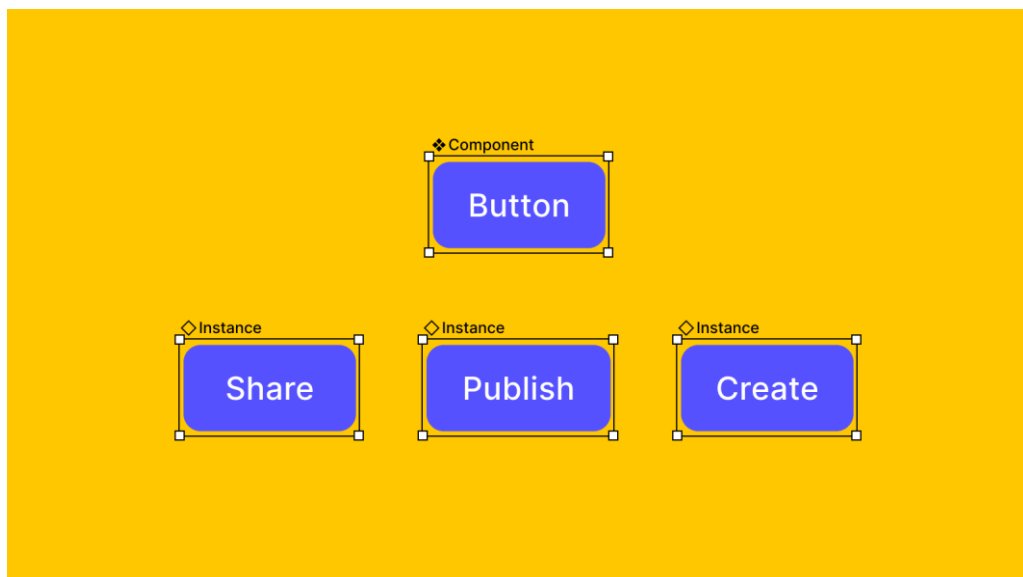 Component
Button
Instance
Instance
Instance
Share
Publish
Create